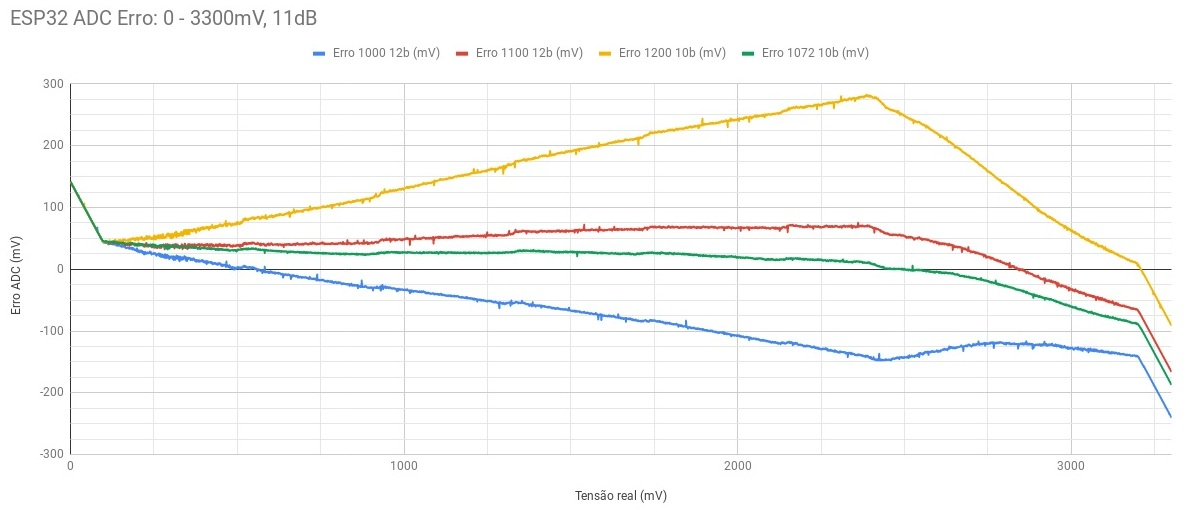 ESP32 ADC Erro: 0 - 3300mV, 11dB
Erro 1000 12b (mV) Erro 1100 12b (mV) Erro 1200 10b (mV) Erro 1072 10b (mV)
300
200
100
0
-100
-200
-300
Erro ADC (mV)
0 1000 2000 3000
Tensão real (mV)